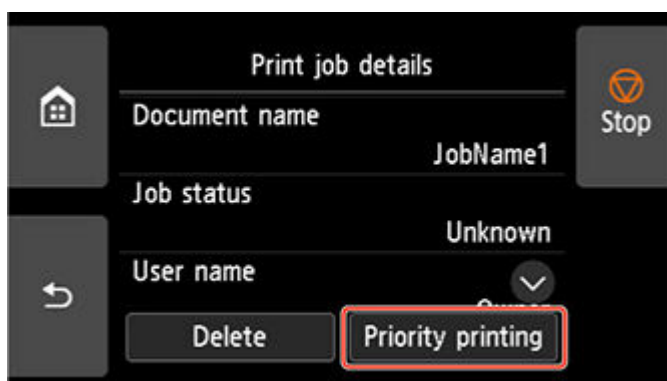 Print job details
Stop
Document name
JobName1
Job status
Unknown
User name
Delete
Priority printing